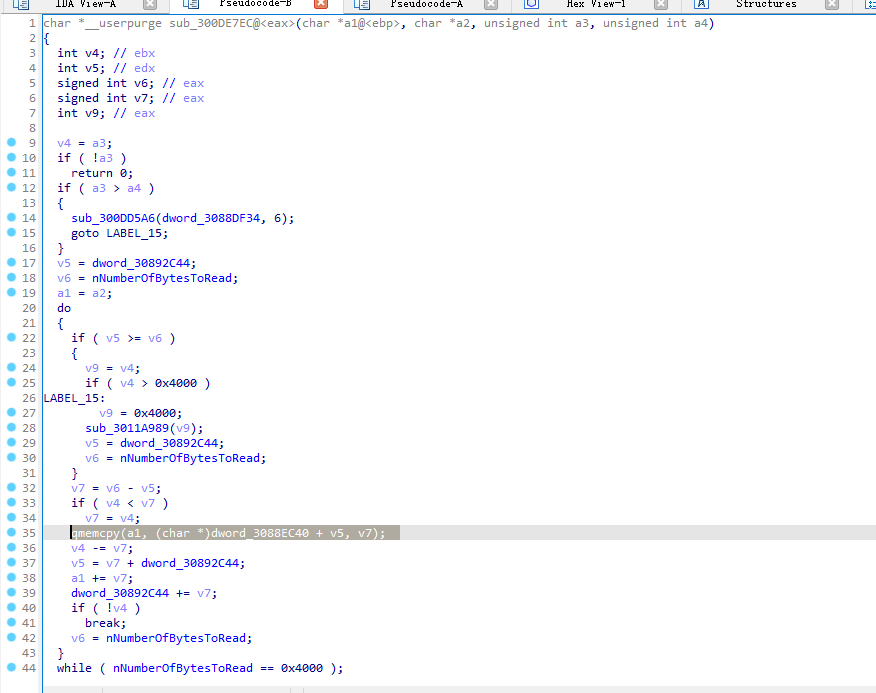 IDA View-A Pseudocode-B Pseudocode-A Hex View-1 Structures
1 char *__userpurge sub_300DE7EC@<eax>(char *a1@<ebp>, char *a2, unsigned int a3, unsigned int a4)
2 {
3 int v4; // ebx
4 int v5; // edx
5 signed int v6; // eax
6 signed int v7; // eax
7 int v9; // eax
8
9 v4 = a3;
10 if ( !a3 )
11 return 0;
12 if ( a3 > a4 )
13 {
14 sub_300DD5A6(dword_3088DF34, 6);
15 goto LABEL_15;
16 }
17 v5 = dword_30892C44;
18 v6 = nNumberOfBytesToRead;
19 a1 = a2;
20 do
21 {
22 if ( v5 >= v6 )
23 {
24 v9 = v4;
25 if ( v4 > 0x4000 )
26 LABEL_15:
27 v9 = 0x4000;
28 sub_3011A989(v9);
29 v5 = dword_30892C44;
30 v6 = nNumberOfBytesToRead;
31 }
32 v7 = v6 - v5;
33 if ( v4 < v7 )
34 v7 = v4;
35 qmemcpy(a1, (char *)dword_3088EC40 + v5, v7);
36 v4 -= v7;
37 v5 = v7 + dword_30892C44;
38 a1 += v7;
39 dword_30892C44 += v7;
40 if ( !v4 )
41 break;
42 v6 = nNumberOfBytesToRead;
43 }
44 while ( nNumberOfBytesToRead == 0x4000 );